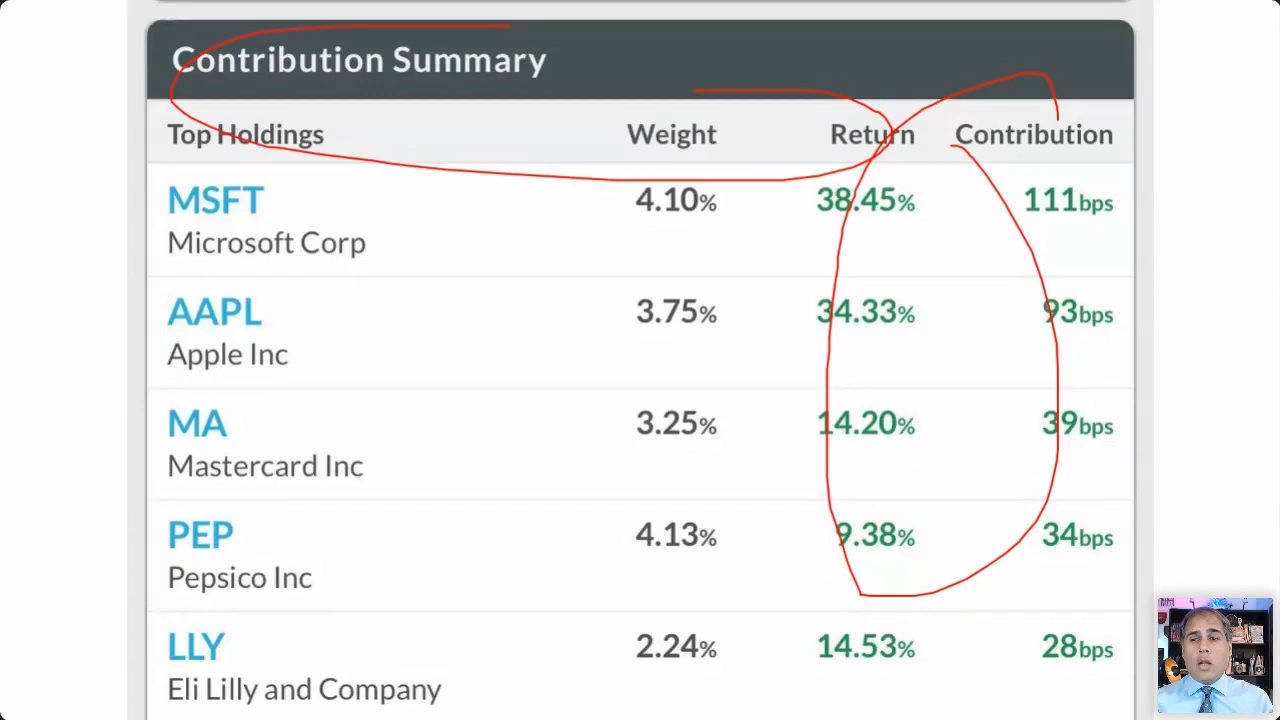 Contribution Summary
Top Holdings Weight Return Contribution
MSFT 4.10% 38.45% 111bps
Microsoft Corp
AAPL 3.75% 34.33% 93bps
Apple Inc
MA 3.25% 14.20% 39bps
Mastercard Inc
PEP 4.13% 9.38% 34bps
Pepsico Inc
LLY 2.24% 14.53% 28bps
Eli Lilly and Company